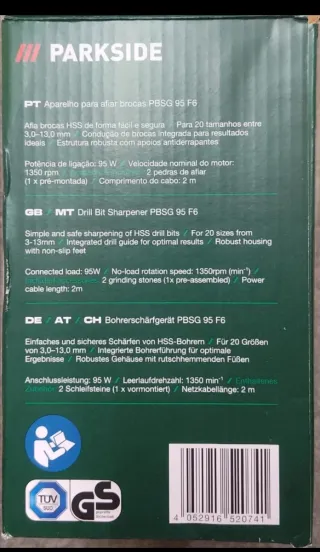 /// PARKSIDE
PT Aparelho para afiar brocas PBSG 95 F6
Afia brocas HSS de forma fácil e segura / Para 20 tamanhos entre
3,0–13,0 mm / Condução de brocas integrada para resultados
ideais / Estrutura robusta com apoios antiderrapantes
Potência de ligação: 95 W / Velocidade nominal do motor:
1350 rpm / 2 pedras de afiar
(1 x pré-montada) / Comprimento do cabo: 2 m
GB / MT Drill Bit Sharpener PBSG 95 F6
Simple and safe sharpening of HSS drill bits / For 20 sizes from
3-13mm / Integrated drill guide for optimal results / Robust housing
with non-slip feet
Connected load: 95W / No-load rotation speed: 1350rpm (min⁻¹) /
2 grinding stones (1x pre-assembled) / Power
cable length: 2m
DE / AT / CH Bohrerschärfgerät PBSG 95 F6
Einfaches und sicheres Schärfen von HSS-Bohrern / Für 20 Größen
von 3,0–13,0 mm / Integrierte Bohrerführung für optimale
Ergebnisse / Robustes Gehäuse mit rutschhemmenden Füßen
Anschlussleistung: 95 W / Leerlaufdrehzahl: 1350 min⁻¹ / Enthaltenes
Zubehör: 2 Schleifsteine (1 x vormontiert) / Netzkabellänge: 2 m
TÜV
SÜD
GS
4 052916 520741